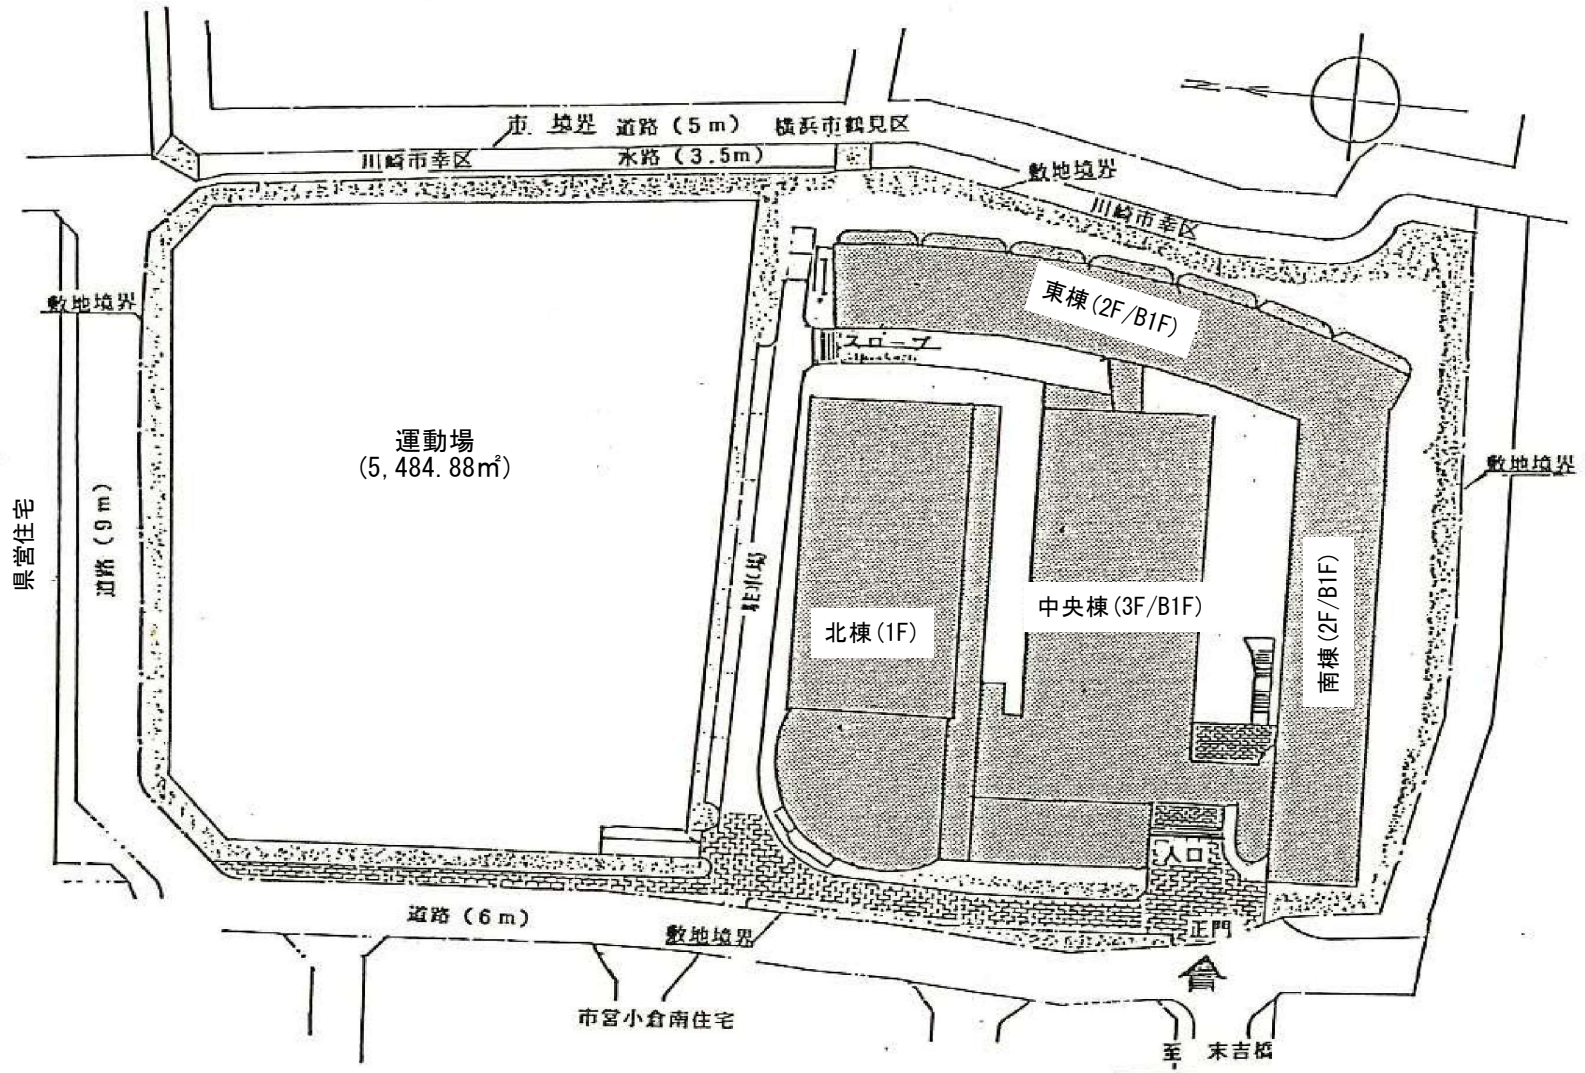 市 境界
道路(5m)
横浜市鶴見区
川崎市幸区
水路(3.5m)
敷地境界
川崎市幸区
N
敷地境界
東棟(2F/B1F)
スロープ
運動場
(5,484.88㎡)
県営住宅
道路(9m)
敷地境界
北棟(1F)
中央棟(3F/B1F)
南棟(2F/B1F)
入口
道路(6m)
敷地境界
正門
市営小倉南住宅
至 末吉橋